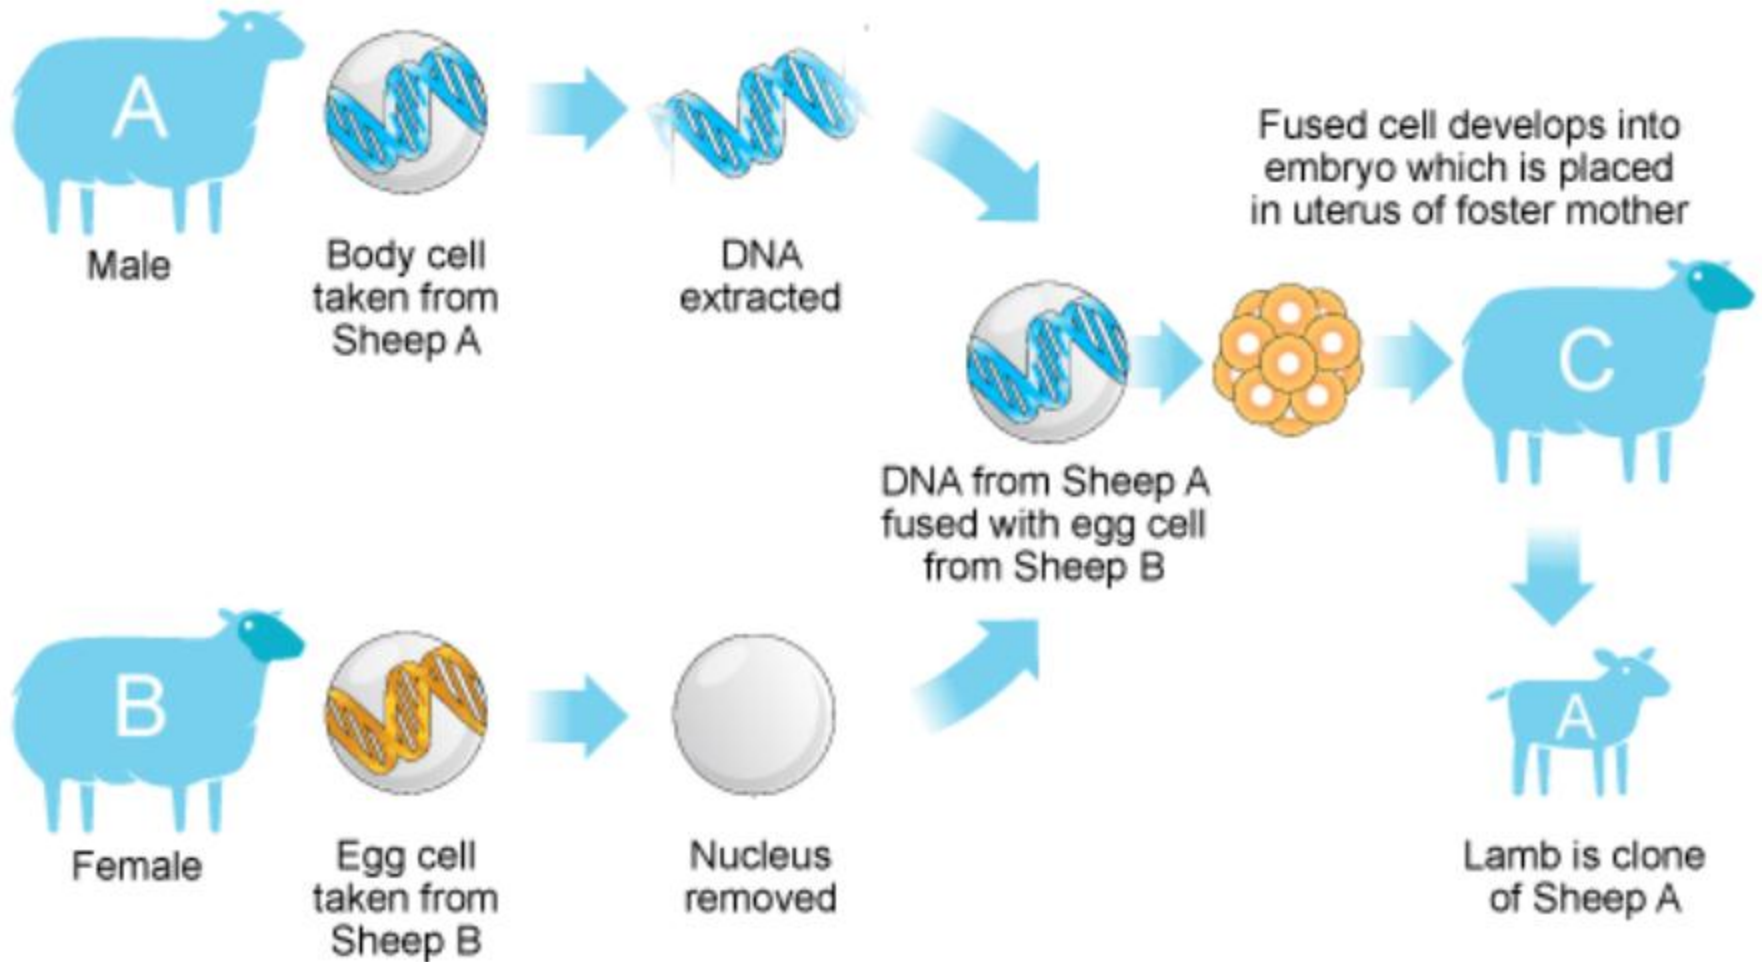 A
Male
Body cell
taken from
Sheep A
DNA
extracted
Fused cell develops into
embryo which is placed
in uterus of foster mother
DNA from Sheep A
fused with egg cell
from Sheep B
C
B
Female
Egg cell
taken from
Sheep B
Nucleus
removed
A
Lamb is clone
of Sheep A